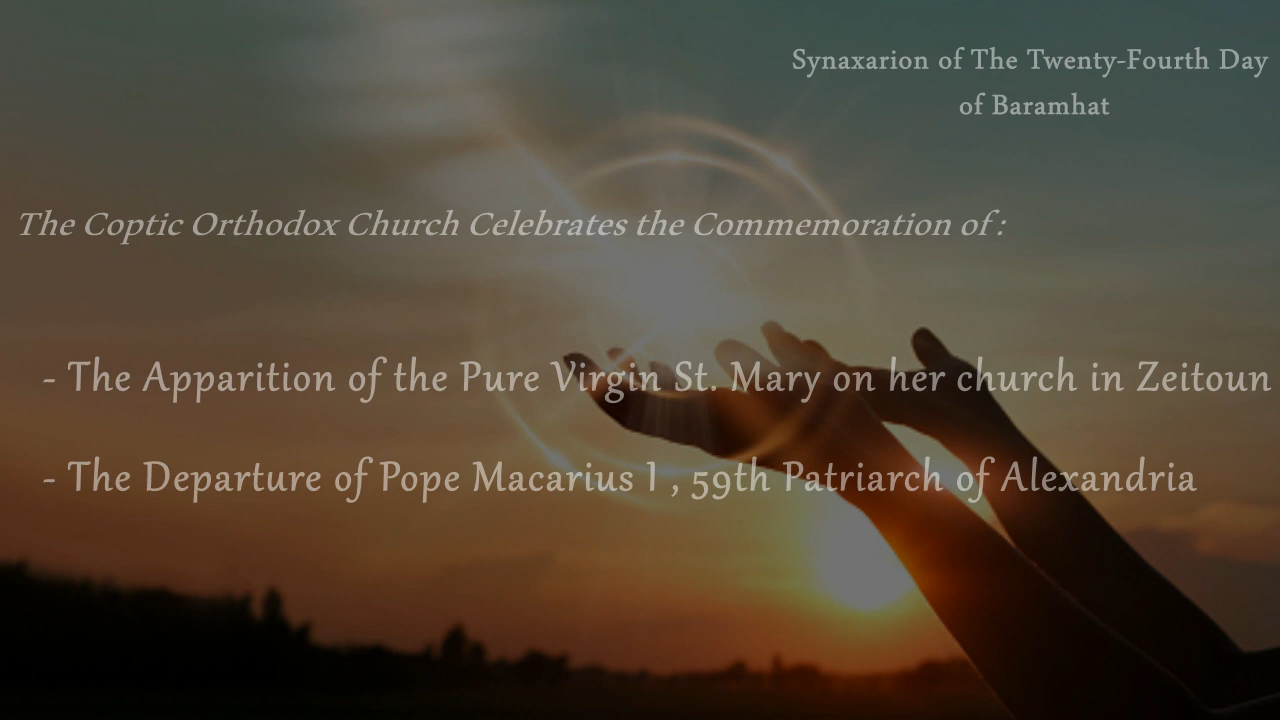 Synaxarion of The Twenty-Fourth Day
of Baramhat
The Coptic Orthodox Church Celebrates the Commemoration of :
- The Apparition of the Pure Virgin St. Mary on her church in Zeitoun
- The Departure of Pope Macarius I , 59th Patriarch of Alexandria